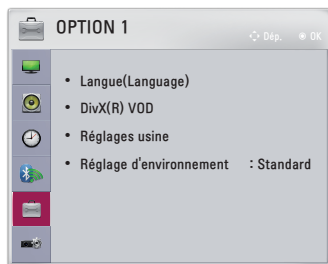 OPTION 1
Dép. OK
• Langue(Language)
• DivX(R) VOD
• Réglages usine
• Réglage d'environnement : Standard